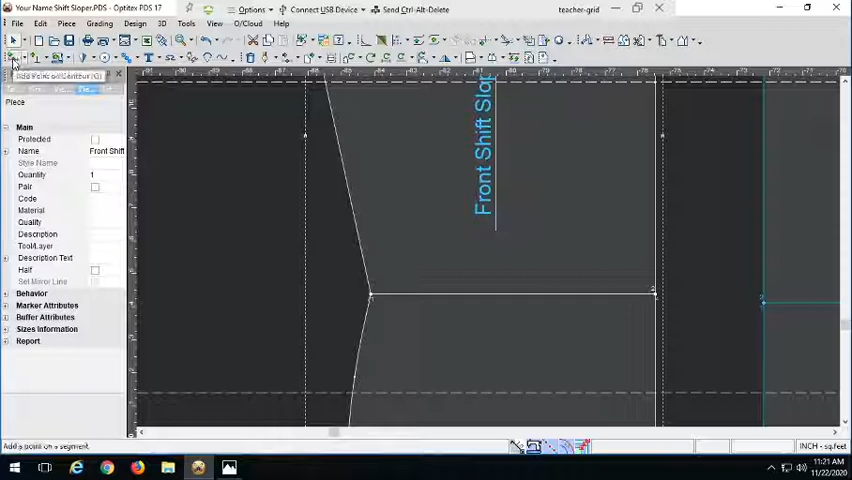 Your Name Shift Sloper.PDS - Optitex PDS 17
Options
Connect USB Device
Send Ctrl-Alt-Delete
teacher-grid
File
Piece
Grading
Design
3D
Tools
View
O/Cloud
Help
Piece
Main
Protected
Name
Front Shift
Style Name
Quantity
1
Pair
Code
Material
Quality
Description
Tool/Layer
Description Text
Half
Set Mirror Line
Behavior
Marker Attributes
Buffer Attributes
Sizes Information
Report
Front Shift Slop
Add a point on a segment.
INCH - sq.feet
11:21 AM
11/22/2020